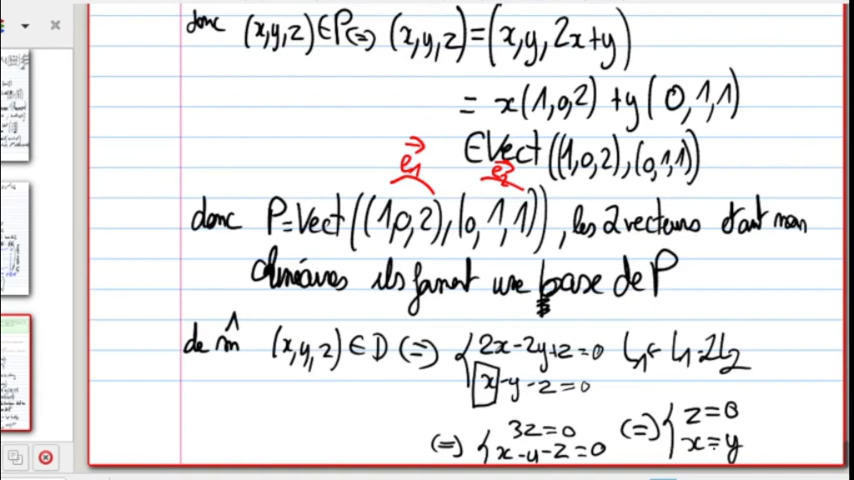 donc (x,y,z)∈P⇔ (x,y,z)=(x,y,2x+y)
= x(1,0,2) + y(0,1,1)
∈Vect((1,0,2),(0,1,1))
e₁ e₂
donc P=Vect((1,0,2),(0,1,1)), les 2 vecteurs étant non
colinéaires ils forment une base de P
de m̂ (x,y,z)∈D ⇔ { 2x-2y+z=0 L₁←L₁-2L₂
x-y-z=0
⇔ { 3z=0 ⇔ { z=0
x-y-z=0 x=y